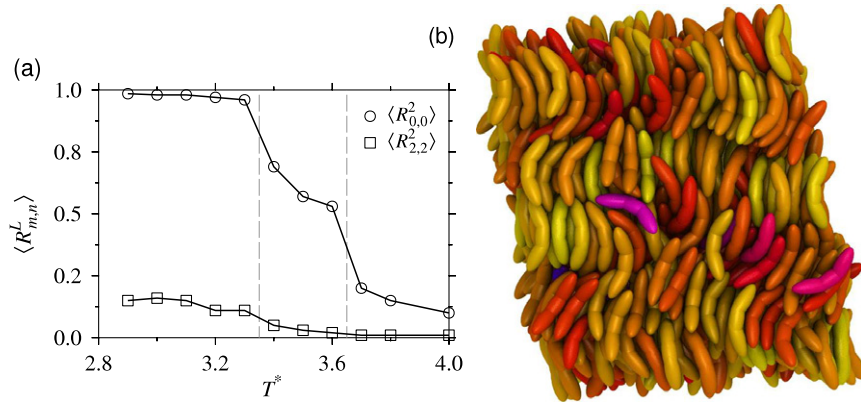 (a)
(b)
1.0
0.8
0.5
0.2
0.0
⟨R^L_{m,n}⟩
⟨R^2_{0,0}⟩
⟨R^2_{2,2}⟩
2.8 3.2 3.6 4.0
T*